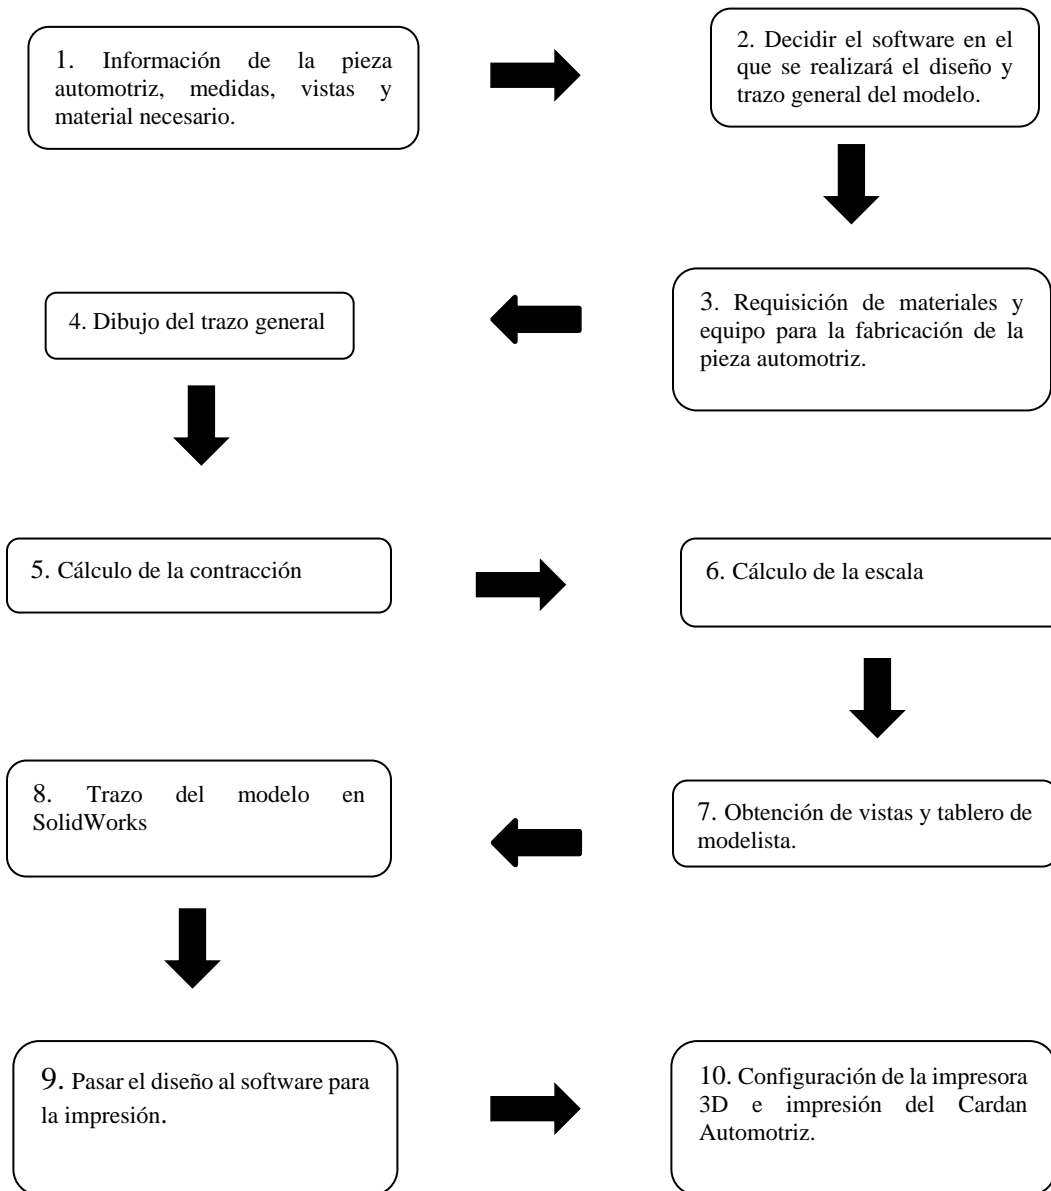 1. Información de la pieza
automotriz, medidas, vistas y
material necesario.
2. Decidir el software en el
que se realizará el diseño y
trazo general del modelo.
3. Requisición de materiales y
equipo para la fabricación de la
pieza automotriz.
4. Dibujo del trazo general
5. Cálculo de la contracción
6. Cálculo de la escala
7. Obtención de vistas y tablero de
modelista.
8. Trazo del modelo en
SolidWorks
9. Pasar el diseño al software para
la impresión.
10. Configuración de la impresora
3D e impresión del Cardan
Automotriz.